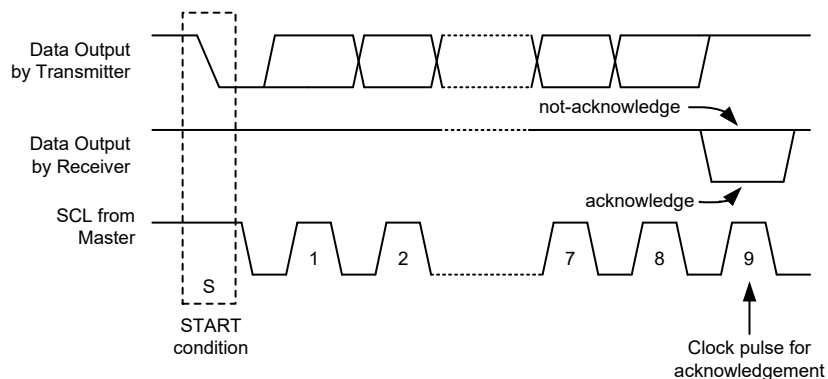 Data Output
by Transmitter
not-acknowledge
Data Output
by Receiver
acknowledge
SCL from
Master
1
2
7
8
9
S
START
condition
Clock pulse for
acknowledgement